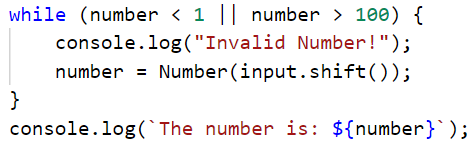 while (number < 1 || number > 100) {
    console.log("Invalid Number!");
    number = Number(input.shift());
}
console.log(`The number is: ${number}`);